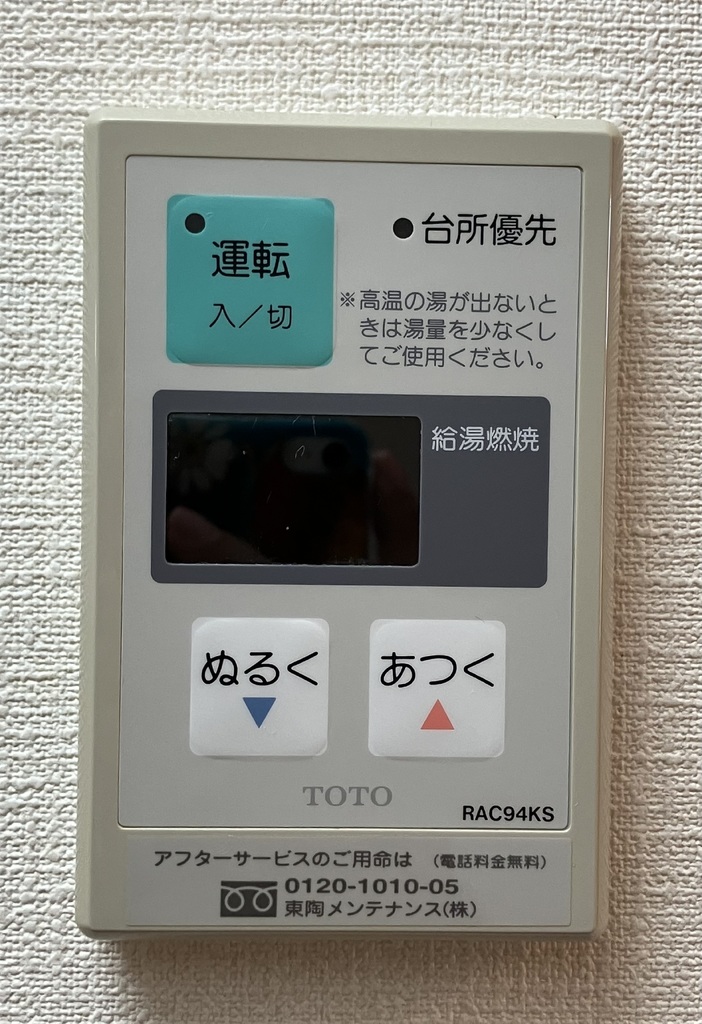 運転
入／切
台所優先
※高温の湯が出ないと
きは湯量を少なくし
てご使用ください。
給湯燃焼
ぬるく
あつく
TOTO
RAC94KS
アフターサービスのご用命は （電話料金無料）
0120-1010-05
東陶メンテナンス(株)